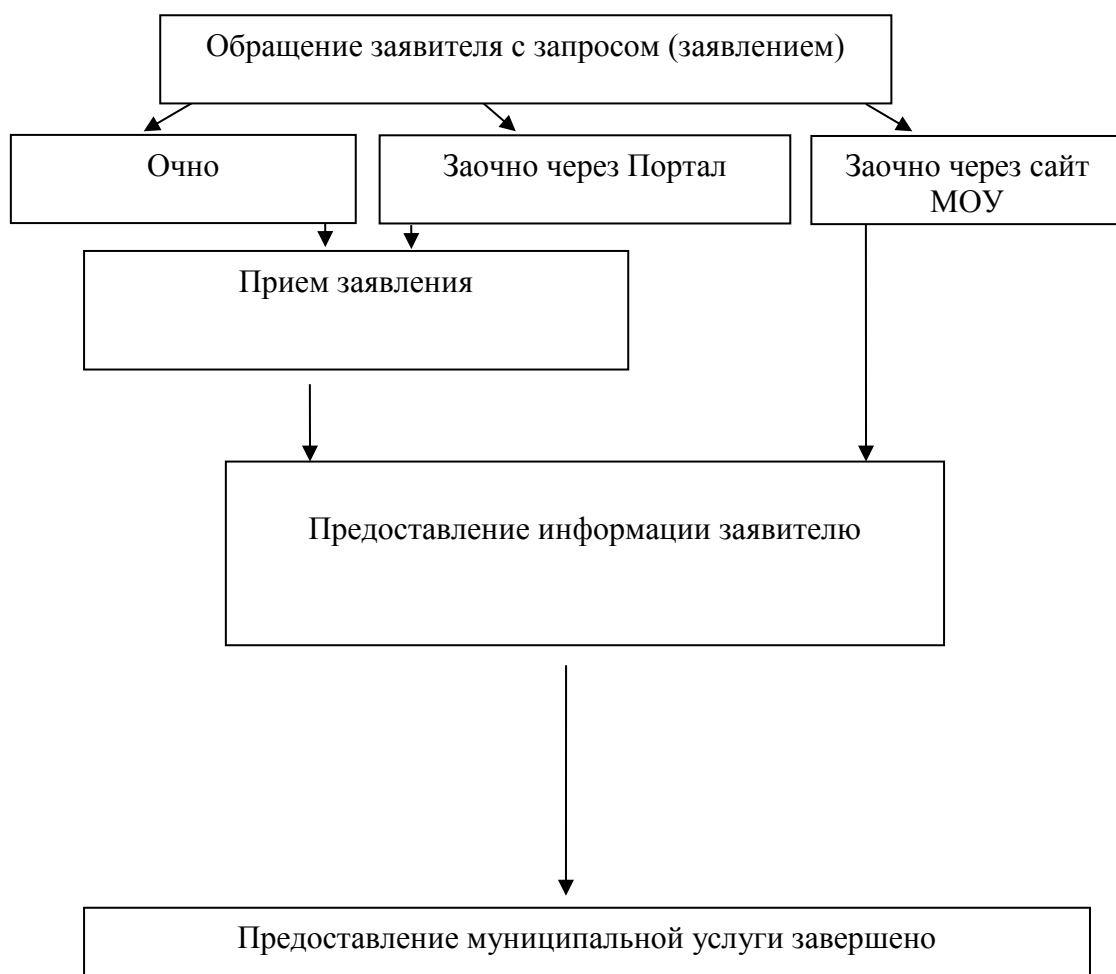 Обращение заявителя с запросом (заявлением)
Очно
Заочно через Портал
Заочно через сайт
МОУ
Прием заявления
Предоставление информации заявителю
Предоставление муниципальной услуги завершено